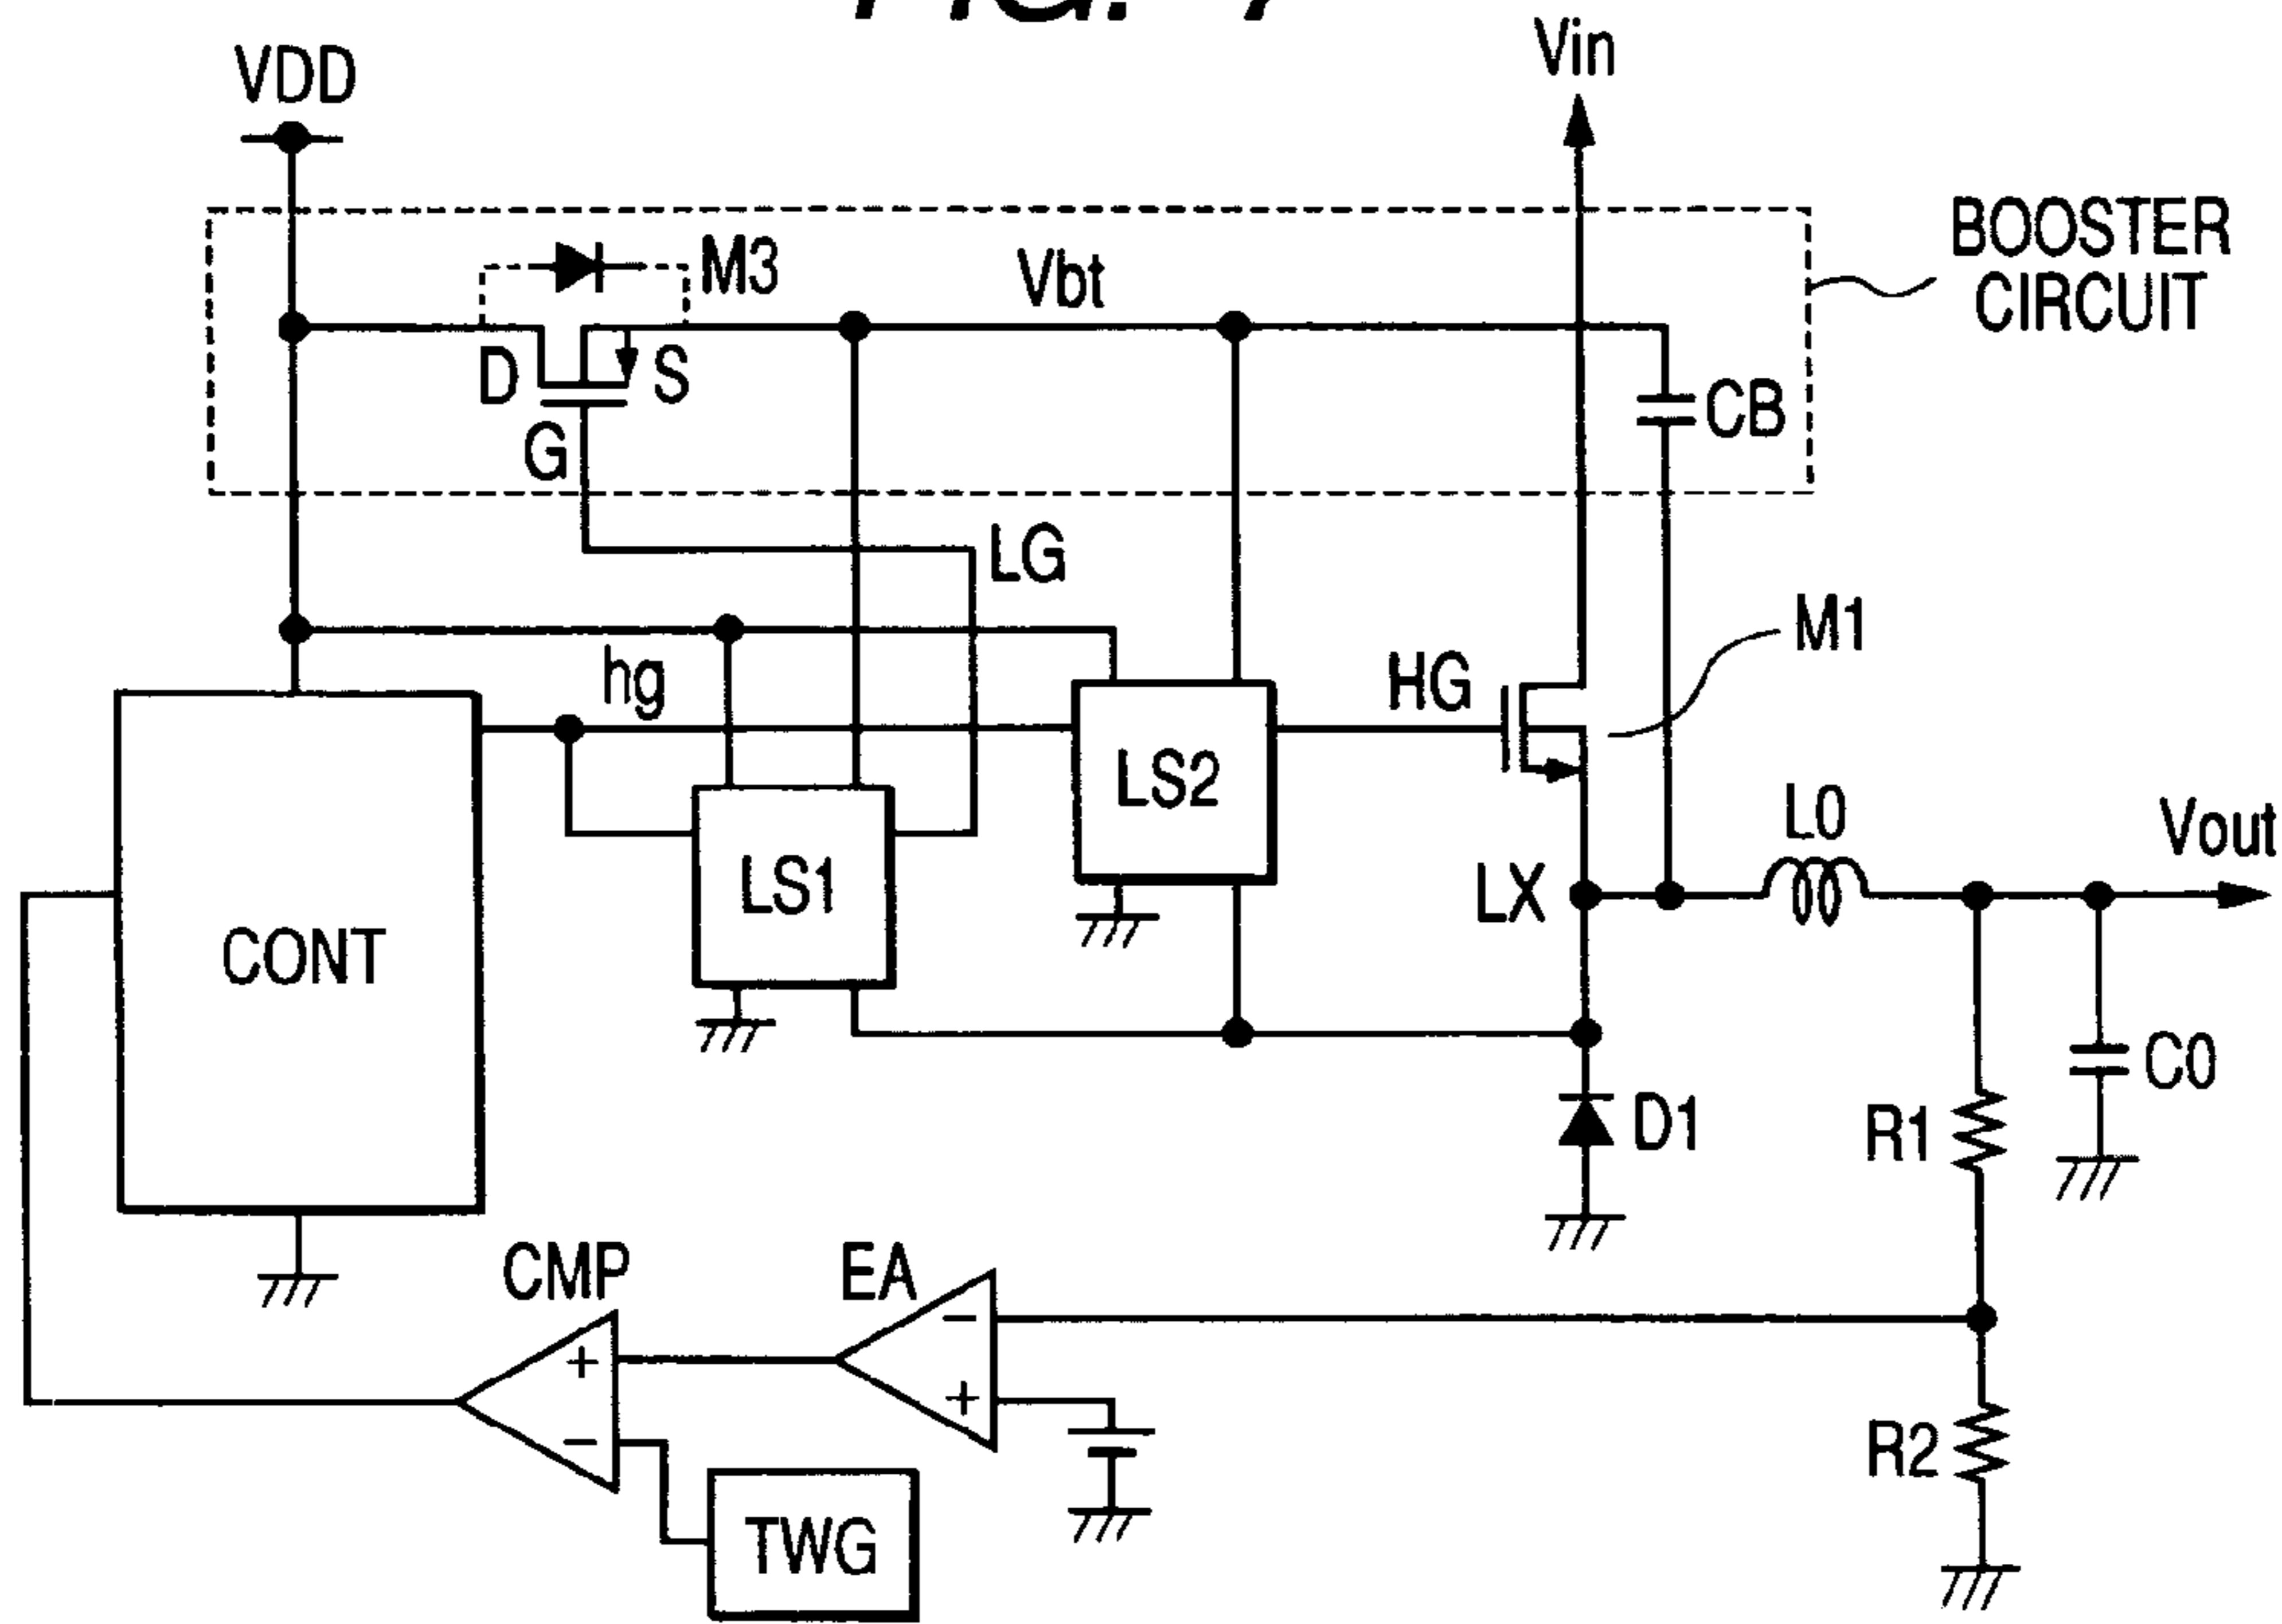 Vin
VDD
BOOSTER
CIRCUIT
M3
Vbt
D
S
CB
G
LG
M1
hg
HG
LS2
L0
Vout
LS1
LX
CONT
C0
D1
R1
CMP
EA
−
+
+
−
R2
TWG